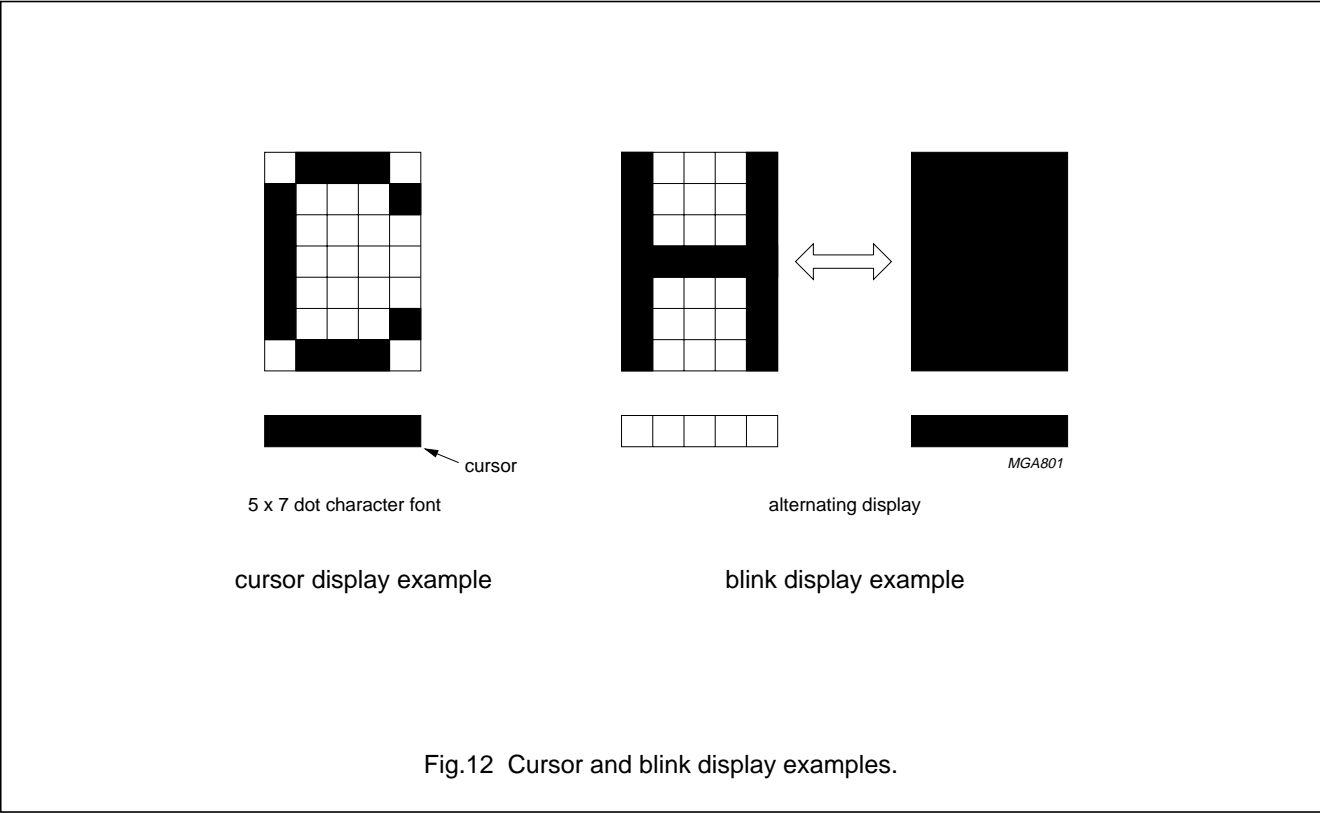 cursor
MGA801
5 x 7 dot character font
alternating display
cursor display example
blink display example
Fig.12 Cursor and blink display examples.